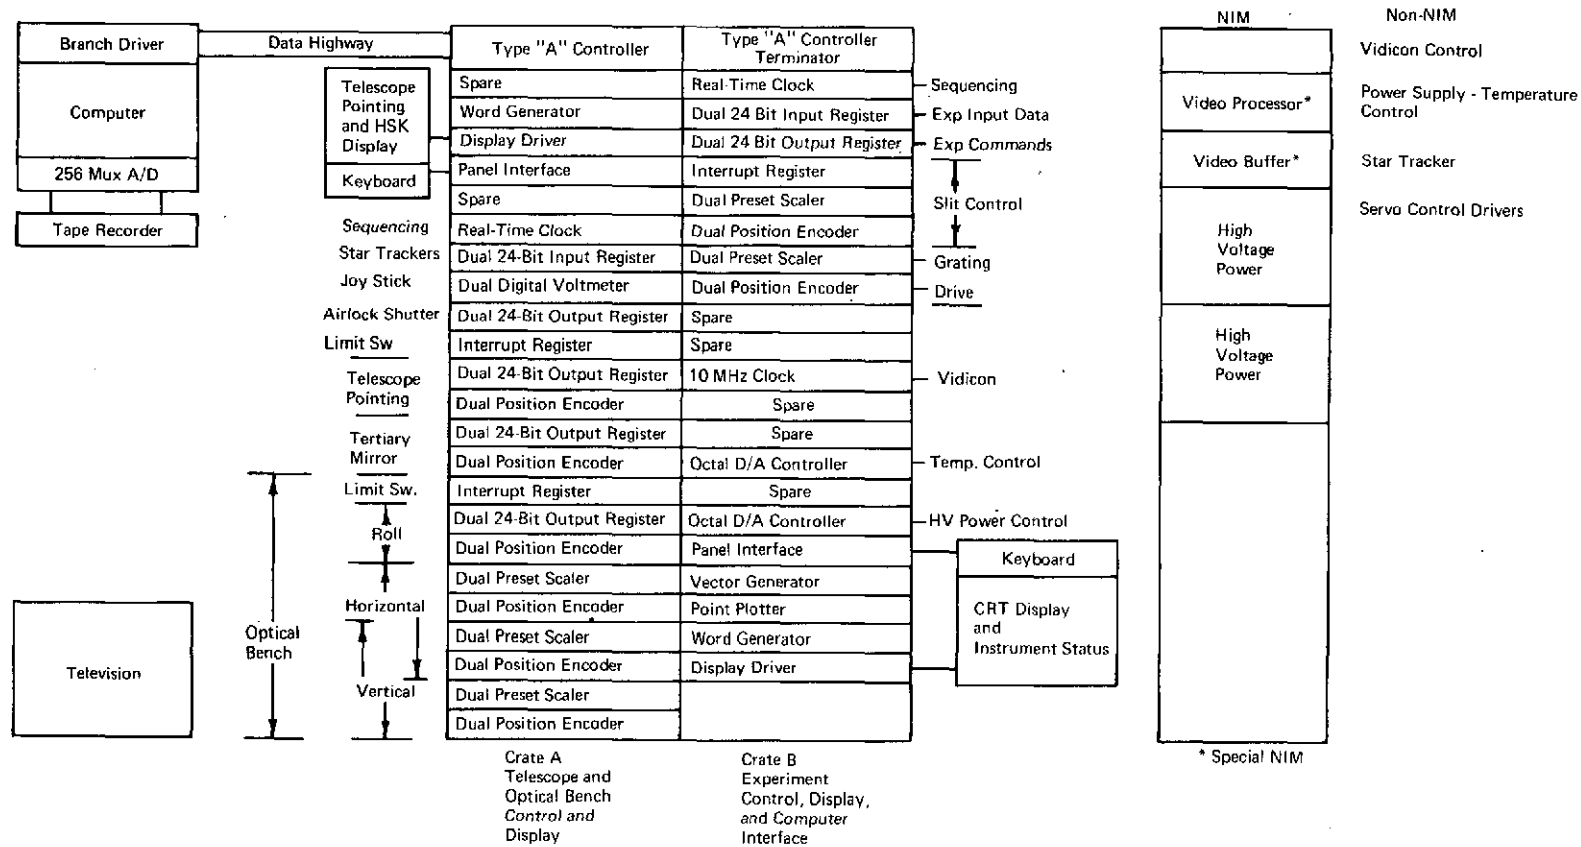 NIM
Non-NIM
Branch Driver
Data Highway
Type "A" Controller
Type "A" Controller
Terminator
Vidicon Control
Computer
256 Mux A/D
Tape Recorder
Telescope
Pointing
and HSK
Display
Keyboard
Spare
Real-Time Clock
Sequencing
Word Generator
Dual 24 Bit Input Register
Exp Input Data
Display Driver
Dual 24 Bit Output Register
Exp Commands
Panel Interface
Interrupt Register
Spare
Dual Preset Scaler
Slit Control
Sequencing
Real-Time Clock
Dual Position Encoder
Star Trackers
Dual 24-Bit Input Register
Dual Preset Scaler
Grating
Joy Stick
Dual Digital Voltmeter
Dual Position Encoder
Drive
Airlock Shutter
Dual 24-Bit Output Register
Spare
Limit Sw
Interrupt Register
Spare
Telescope
Pointing
Dual 24-Bit Output Register
10 MHz Clock
Vidicon
Dual Position Encoder
Spare
Tertiary
Mirror
Dual 24-Bit Output Register
Spare
Dual Position Encoder
Octal D/A Controller
Temp. Control
Limit Sw.
Interrupt Register
Spare
Roll
Dual 24-Bit Output Register
Octal D/A Controller
HV Power Control
Dual Position Encoder
Panel Interface
Keyboard
Dual Preset Scaler
Vector Generator
Horizontal
Dual Position Encoder
Point Plotter
CRT Display
and
Instrument Status
Optical
Bench
Dual Preset Scaler
Word Generator
Dual Position Encoder
Display Driver
Vertical
Dual Preset Scaler
Dual Position Encoder
Television
Video Processor*
Power Supply - Temperature
Control
Video Buffer*
Star Tracker
Servo Control Drivers
High
Voltage
Power
High
Voltage
Power
* Special NIM
Crate A
Telescope and
Optical Bench
Control and
Display
Crate B
Experiment
Control, Display,
and Computer
Interface